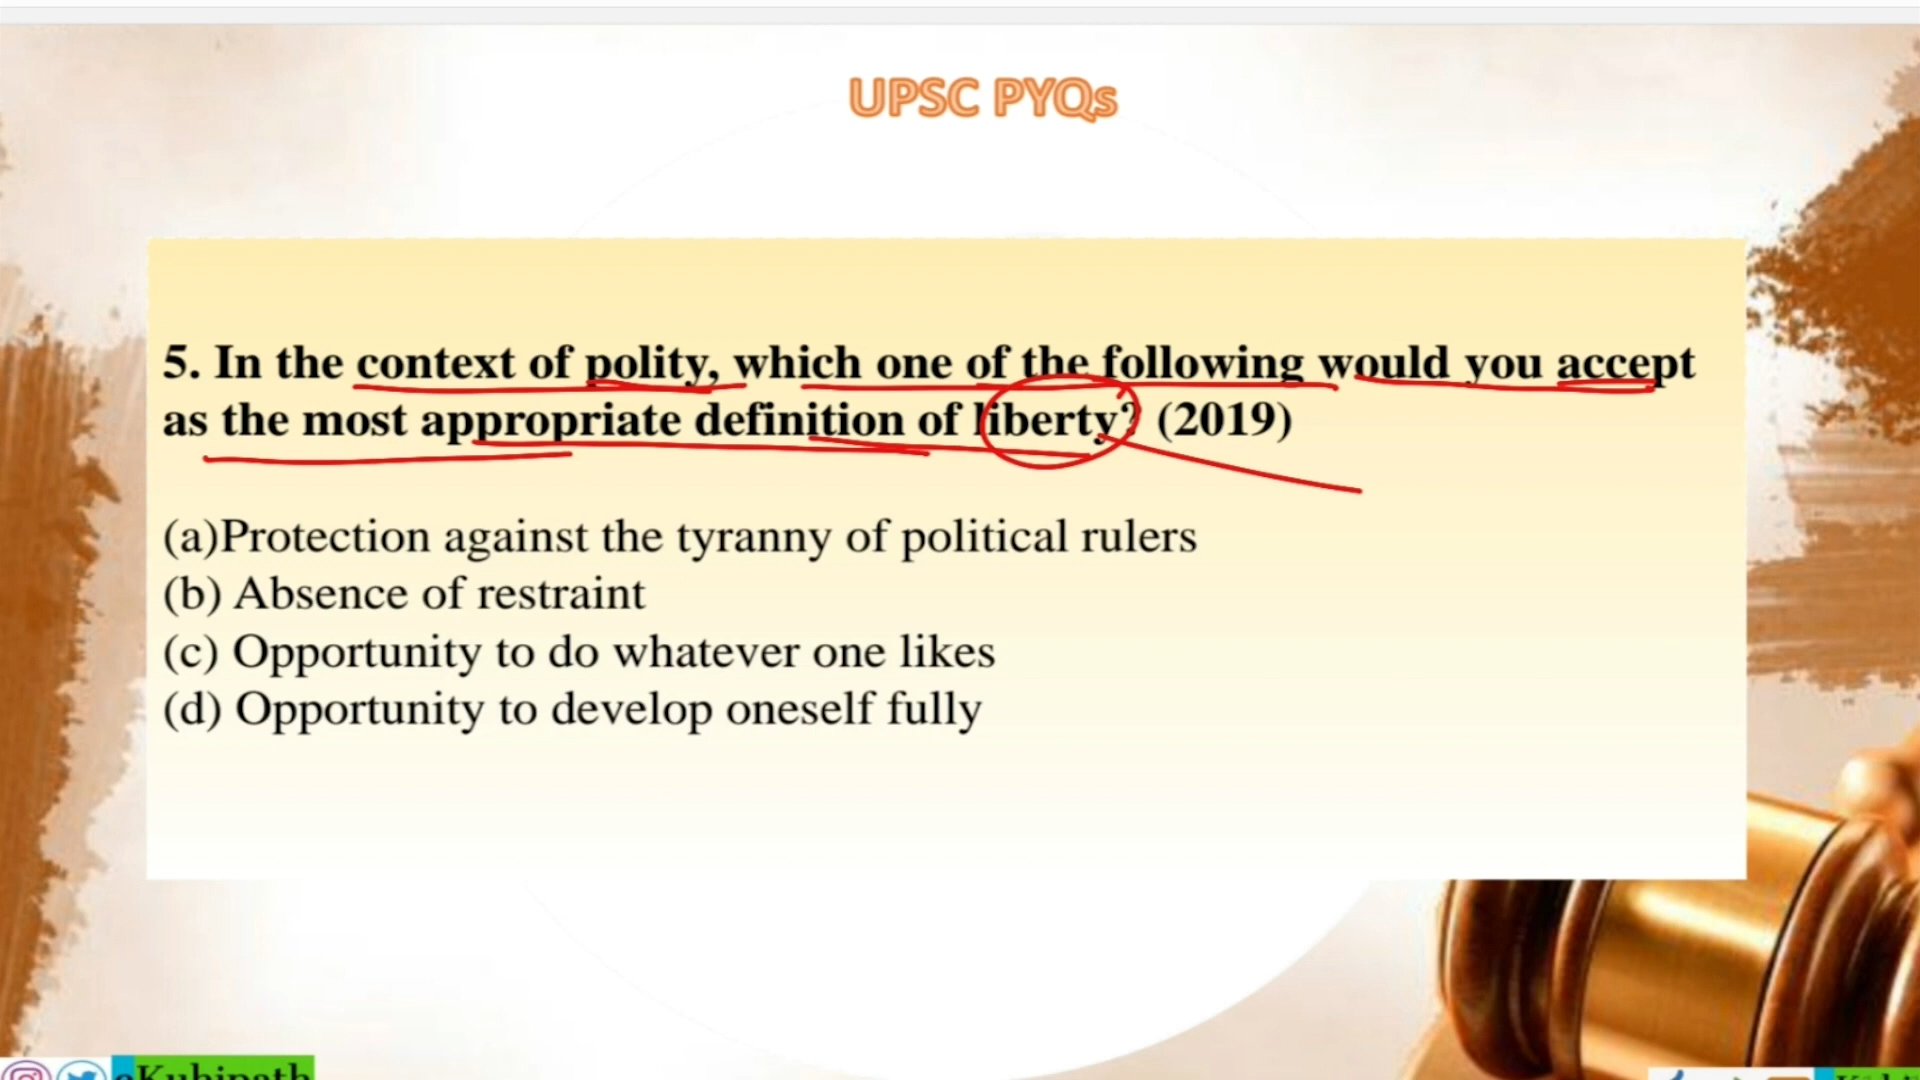 UPSC PYQs
5. In the context of polity, which one of the following would you accept
as the most appropriate definition of liberty? (2019)
(a)Protection against the tyranny of political rulers
(b) Absence of restraint
(c) Opportunity to do whatever one likes
(d) Opportunity to develop oneself fully